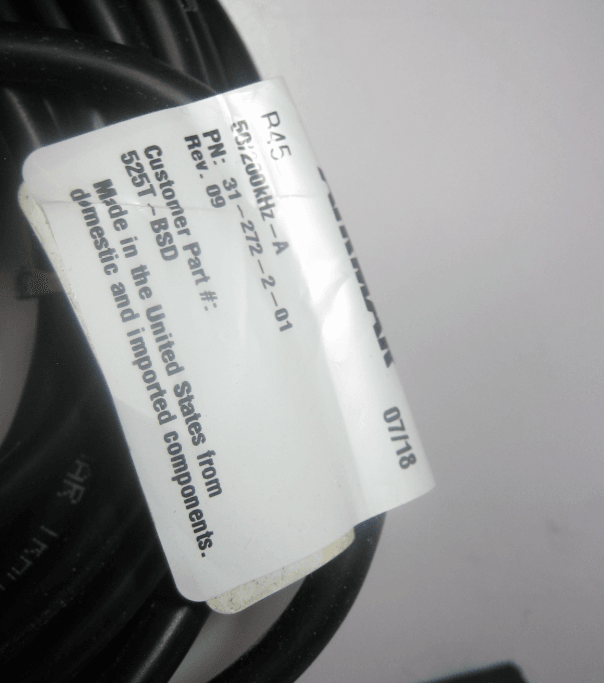 07/18
R45
50/200kHz-A
PN: 31-272-2-01
Rev. 09
Customer Part #:
525T -BSD
Made in the United States from
domestic and imported components.